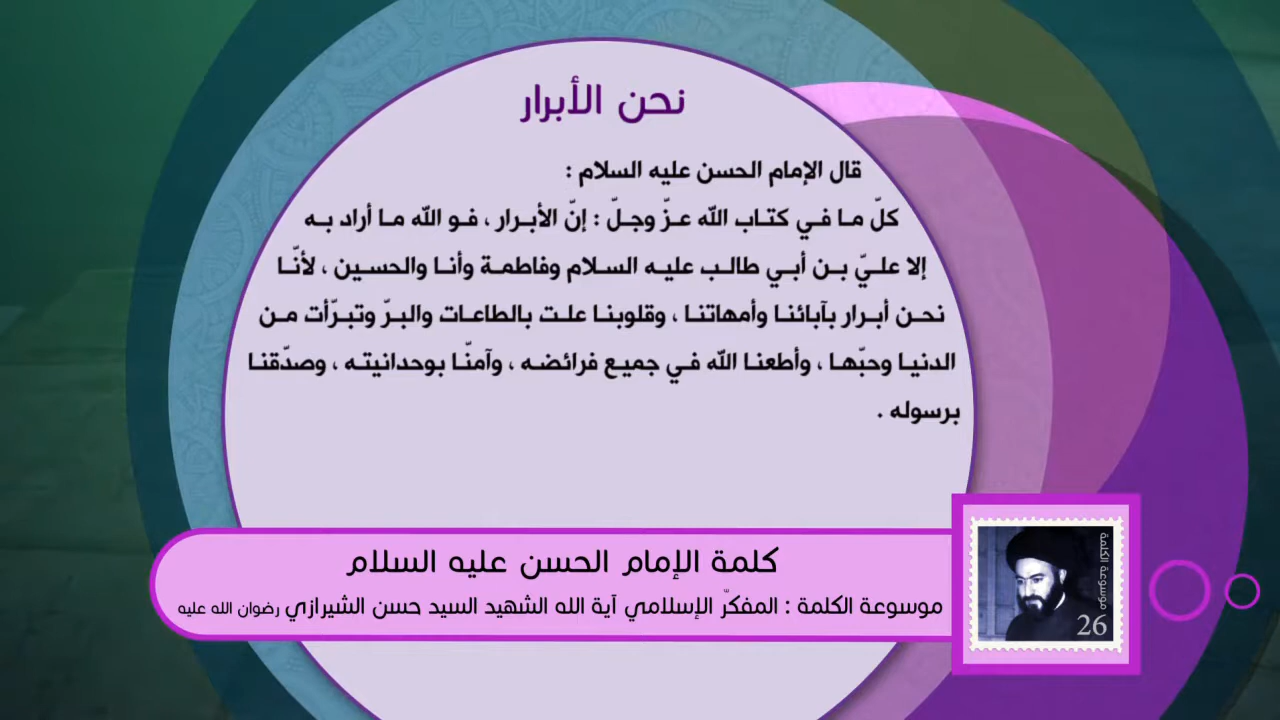 نحن الأبرار
قال الإمام الحسن عليه السلام :
كلّ ما في كتاب الله عزّ وجلّ : إنّ الأبرار ، فو الله ما أراد به
إلا عليّ بن أبي طالب عليه السلام وفاطمة وأنا والحسين ، لأنّنا
نحن أبرار بآبائنا وأمهاتنا ، وقلوبنا علت بالطاعات والبرّ وتبرّأت من
الدنيا وحبّها ، وأطعنا الله في جميع فرائضه ، وآمنّا بوحدانيته ، وصدّقنا
برسوله .
كلمة الإمام الحسن عليه السلام
موسوعة الكلمة : المفكّر الإسلامي آية الله الشهيد السيد حسن الشيرازي رضوان الله عليه
موسوعة الكلمة
26